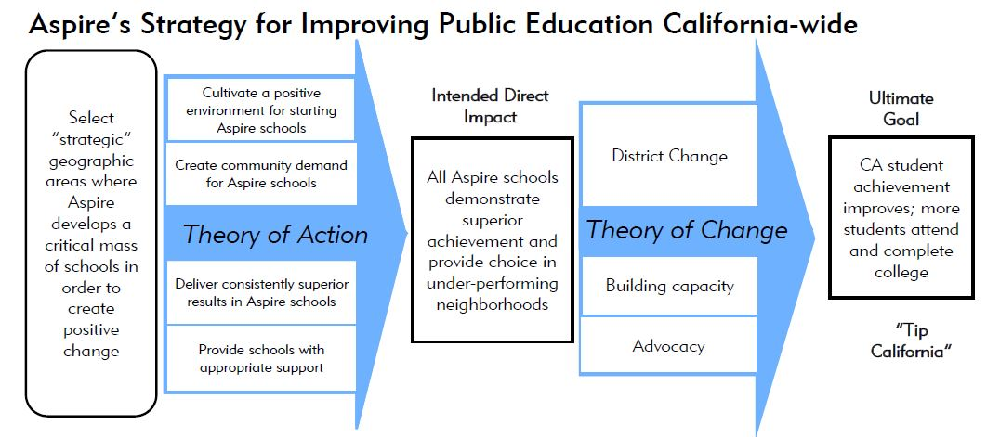 Aspire's Strategy for Improving Public Education California-wide
Select
"strategic"
geographic
areas where
Aspire
develops a
critical mass
of schools in
order to
create
positive
change
Cultivate a positive
environment for starting
Aspire schools
Create community demand
for Aspire schools
Theory of Action
Deliver consistently superior
results in Aspire schools
Provide schools with
appropriate support
Intended Direct
Impact
All Aspire schools
demonstrate
superior
achievement and
provide choice in
under-performing
neighborhoods
District Change
Theory of Change
Building capacity
Advocacy
Ultimate
Goal
CA student
achievement
improves; more
students attend
and complete
college
"Tip
California"